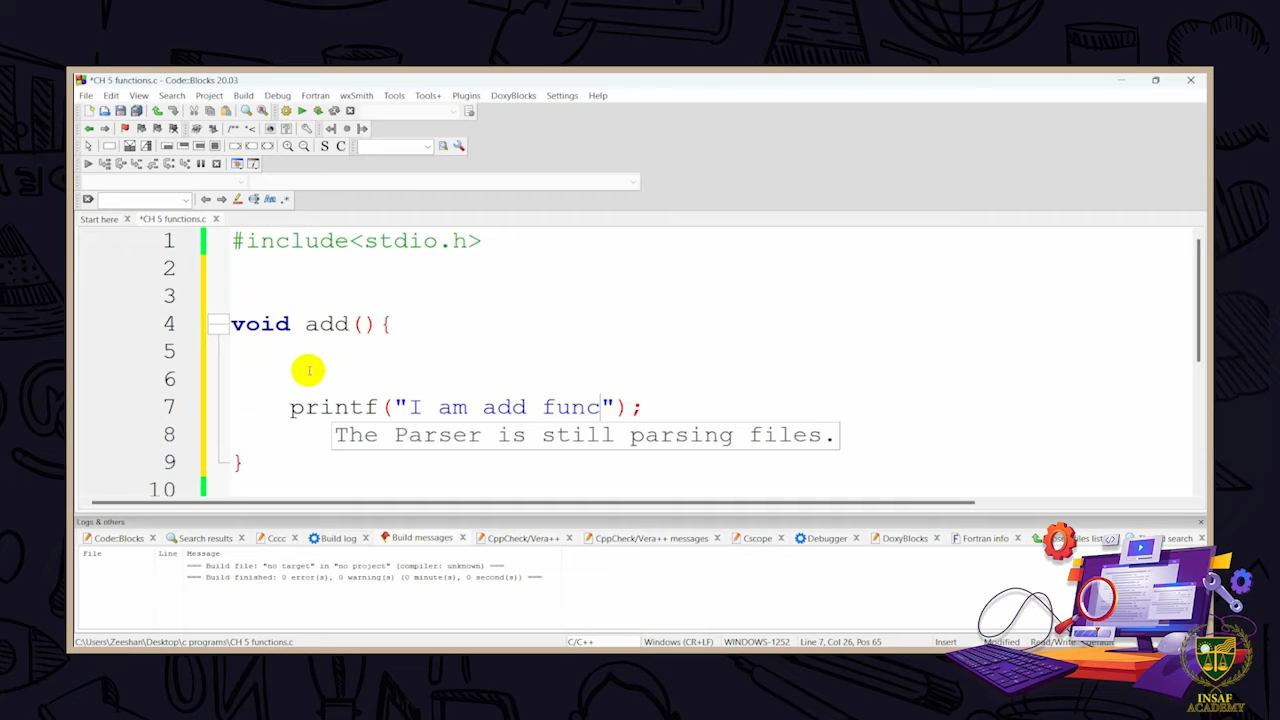 *CH 5 functions.c - Code::Blocks 20.03
File Edit View Search Project Build Debug Fortran wxSmith Tools Tools+ Plugins DoxyBlocks Settings Help
S C
Start here *CH 5 functions.c
1 #include<stdio.h>
2
3
4 void add(){
5
6
7 printf("I am add func");
8 The Parser is still parsing files.
9 }
10
Logs & others
Code::Blocks Search results Cccc Build log Build messages CppCheck/Vera++ CppCheck/Vera++ messages Cscope Debugger DoxyBlocks Fortran info search
File Line Message
=== Build file: "no target" in "no project" (compiler: unknown) ===
=== Build finished: 0 error(s), 0 warning(s) (0 minute(s), 0 second(s)) ===
C:\Users\Zeeshan\Desktop\c programs\CH 5 functions.c C/C++ Windows (CR+LF) WINDOWS-1252 Line 7, Col 26, Pos 65 Insert Modified Read/Write default
INSAF
ACADEMY